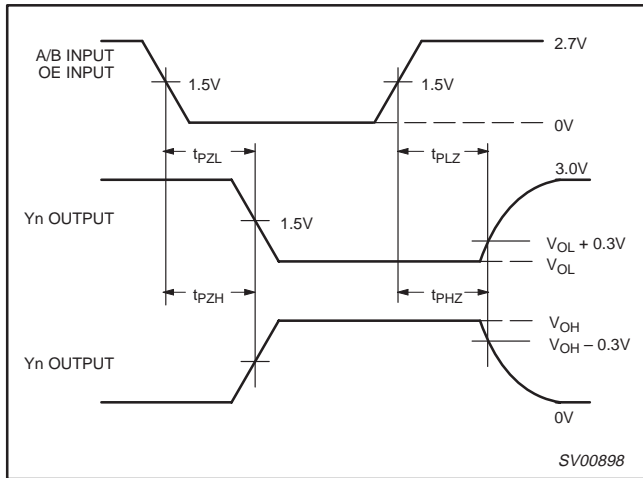 2.7V
A/B INPUT
OE INPUT
1.5V
1.5V
0V
tPZL
tPLZ
3.0V
Yn OUTPUT
1.5V
VOL + 0.3V
VOL
tPZH
tPHZ
VOH
VOH – 0.3V
Yn OUTPUT
0V
SV00898